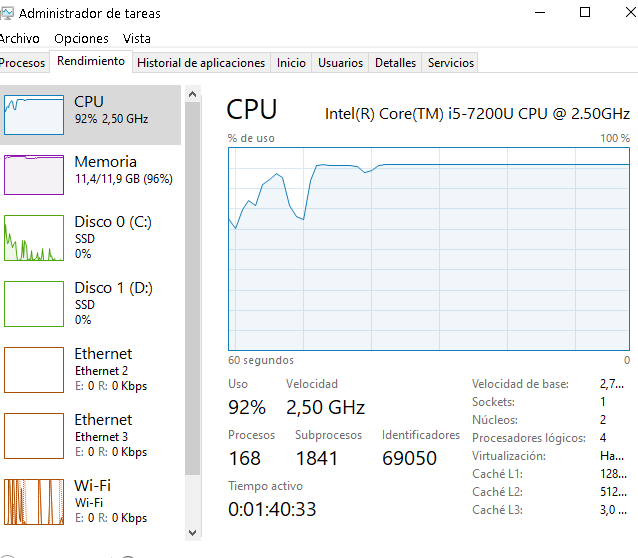 Administrador de tareas
Archivo Opciones Vista
Procesos Rendimiento Historial de aplicaciones Inicio Usuarios Detalles Servicios
CPU
92% 2,50 GHz
Memoria
11,4/11,9 GB (96%)
Disco 0 (C:)
SSD
0%
Disco 1 (D:)
SSD
0%
Ethernet
Ethernet 2
E: 0 R: 0 Kbps
Ethernet
Ethernet 3
E: 0 R: 0 Kbps
Wi-Fi
Wi-Fi
E: 0 R: 0 Kbps
CPU Intel(R) Core(TM) i5-7200U CPU @ 2.50GHz
% de uso 100 %
60 segundos 0
Uso Velocidad
92% 2,50 GHz
Procesos Subprocesos Identificadores
168 1841 69050
Tiempo activo
0:01:40:33
Velocidad de base: 2,7...
Sockets: 1
Núcleos: 2
Procesadores lógicos: 4
Virtualización: Ha...
Caché L1: 128...
Caché L2: 512...
Caché L3: 3,0 ...